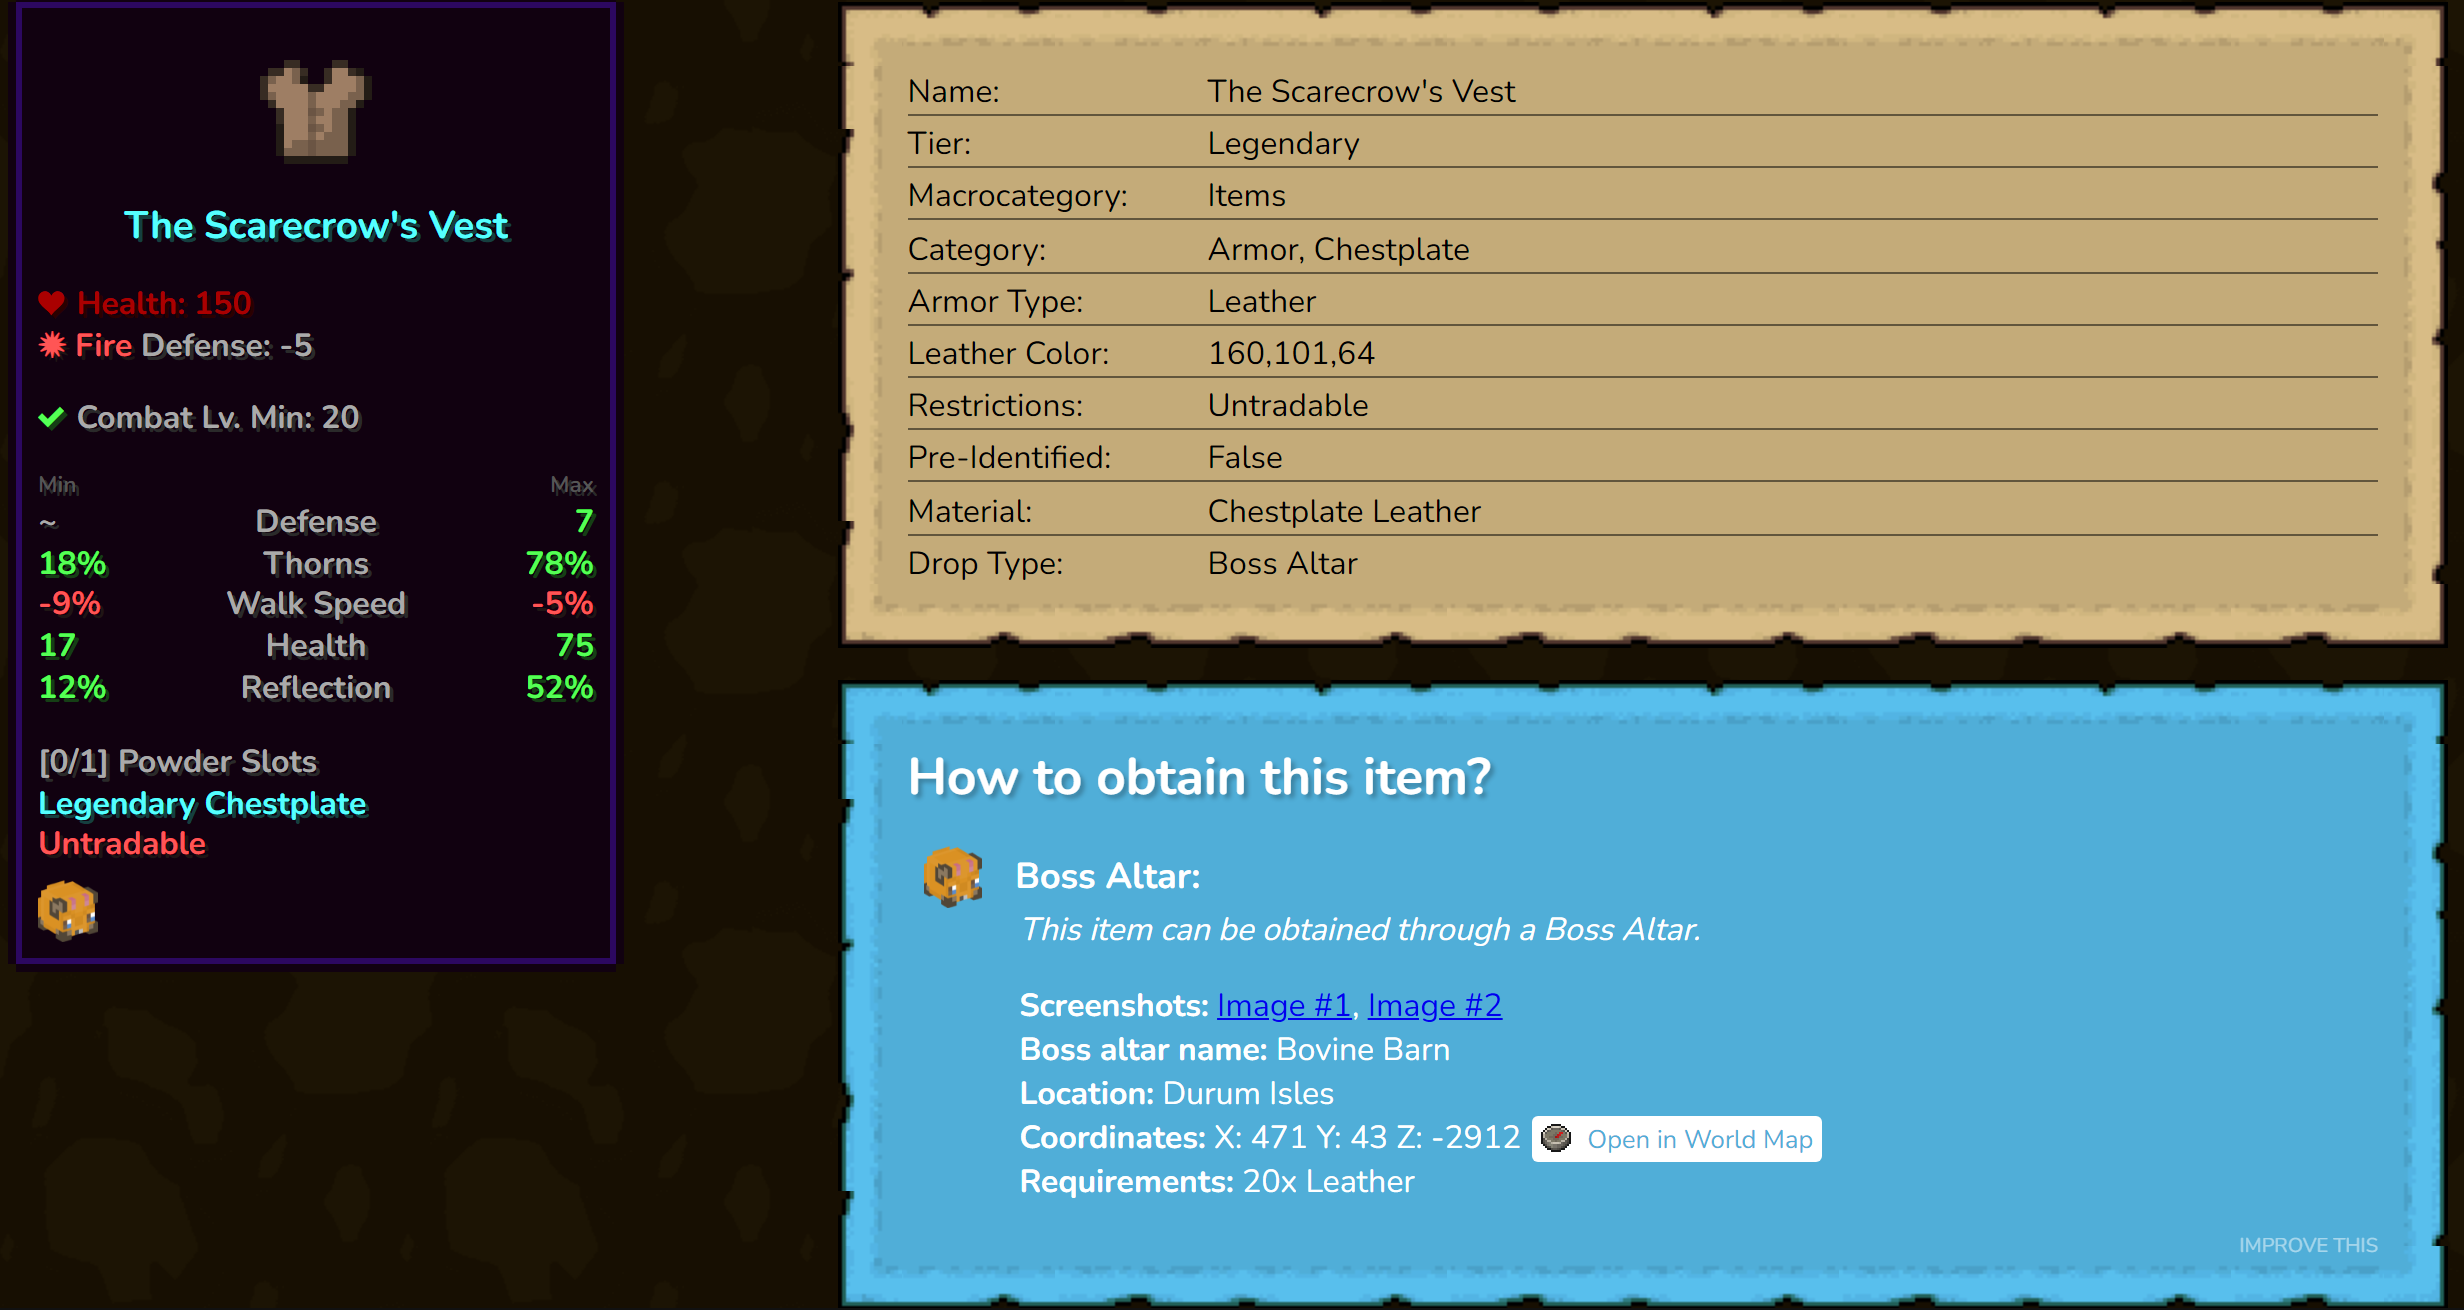 The Scarecrow's Vest
Health: 150
Fire Defense: -5
Combat Lv. Min: 20
Min Max
~ Defense 7
18% Thorns 78%
-9% Walk Speed -5%
17 Health 75
12% Reflection 52%
[0/1] Powder Slots
Legendary Chestplate
Untradable
Name: The Scarecrow's Vest
Tier: Legendary
Macrocategory: Items
Category: Armor, Chestplate
Armor Type: Leather
Leather Color: 160,101,64
Restrictions: Untradable
Pre-Identified: False
Material: Chestplate Leather
Drop Type: Boss Altar
How to obtain this item?
Boss Altar:
This item can be obtained through a Boss Altar.
Screenshots: Image #1, Image #2
Boss altar name: Bovine Barn
Location: Durum Isles
Coordinates: X: 471 Y: 43 Z: -2912 Open in World Map
Requirements: 20x Leather
IMPROVE THIS